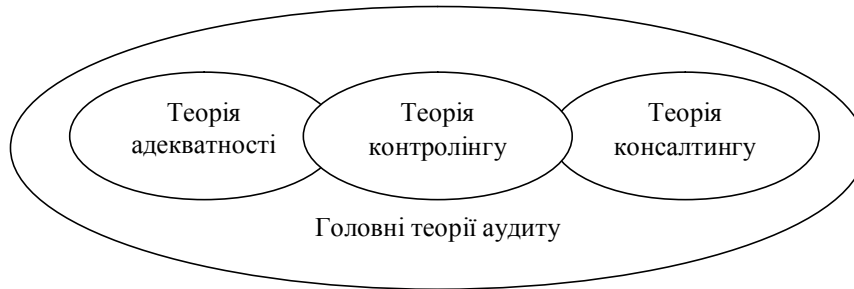 Теорія
адекватності
Теорія
контролінгу
Теорія
консалтингу
Головні теорії аудиту